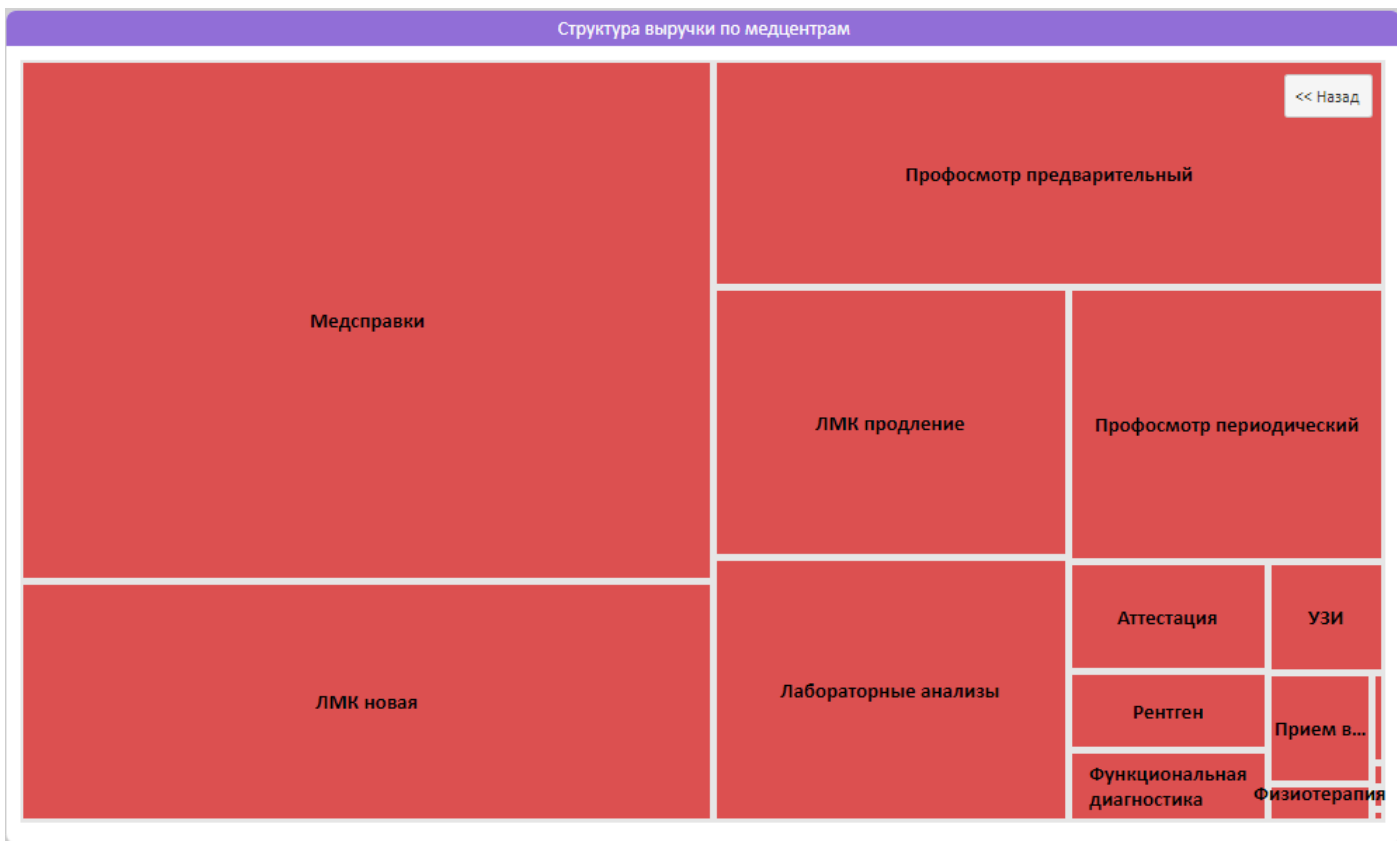 Структура выручки по медцентрам
<< Назад
Профосмотр предварительный
Медсправки
ЛМК продление
Профосмотр периодический
Аттестация
УЗИ
Лабораторные анализы
ЛМК новая
Рентген
Прием в...
Функциональная
диагностика
Физиотерапия